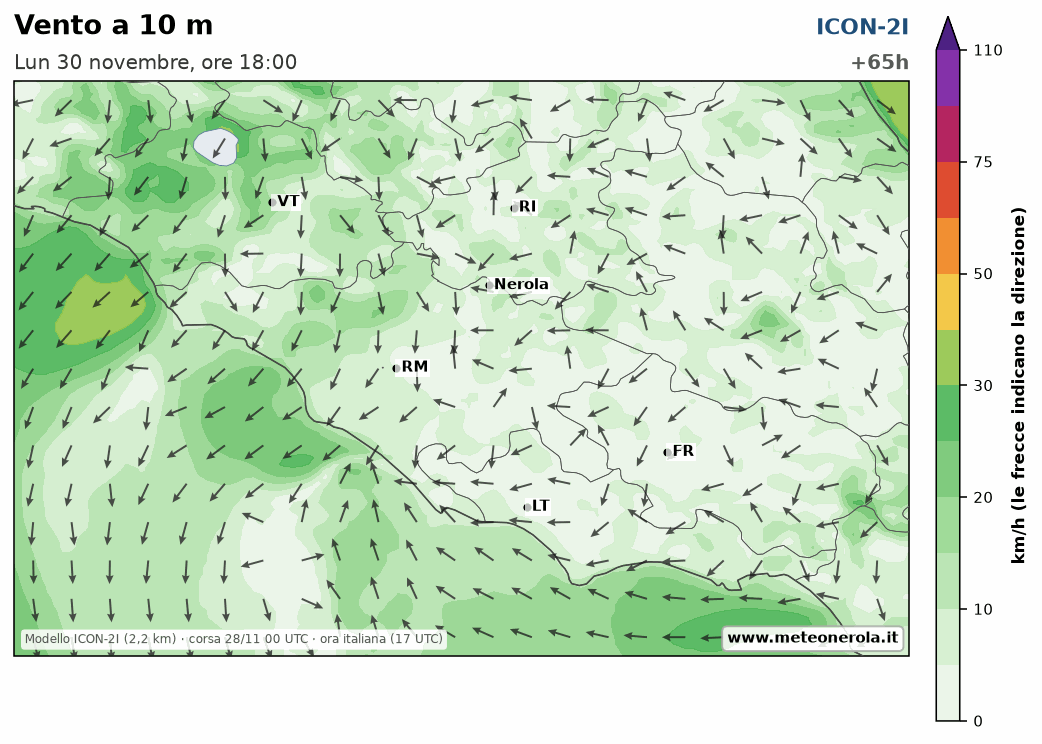 Vento a 10 m
ICON-2I
Lun 30 novembre, ore 18:00
+65h
VT
RI
Nerola
RM
FR
LT
Modello ICON-2I (2,2 km) · corsa 28/11 00 UTC · ora italiana (17 UTC)
www.meteonerola.it
110
75
50
30
20
10
0
km/h (le frecce indicano la direzione)